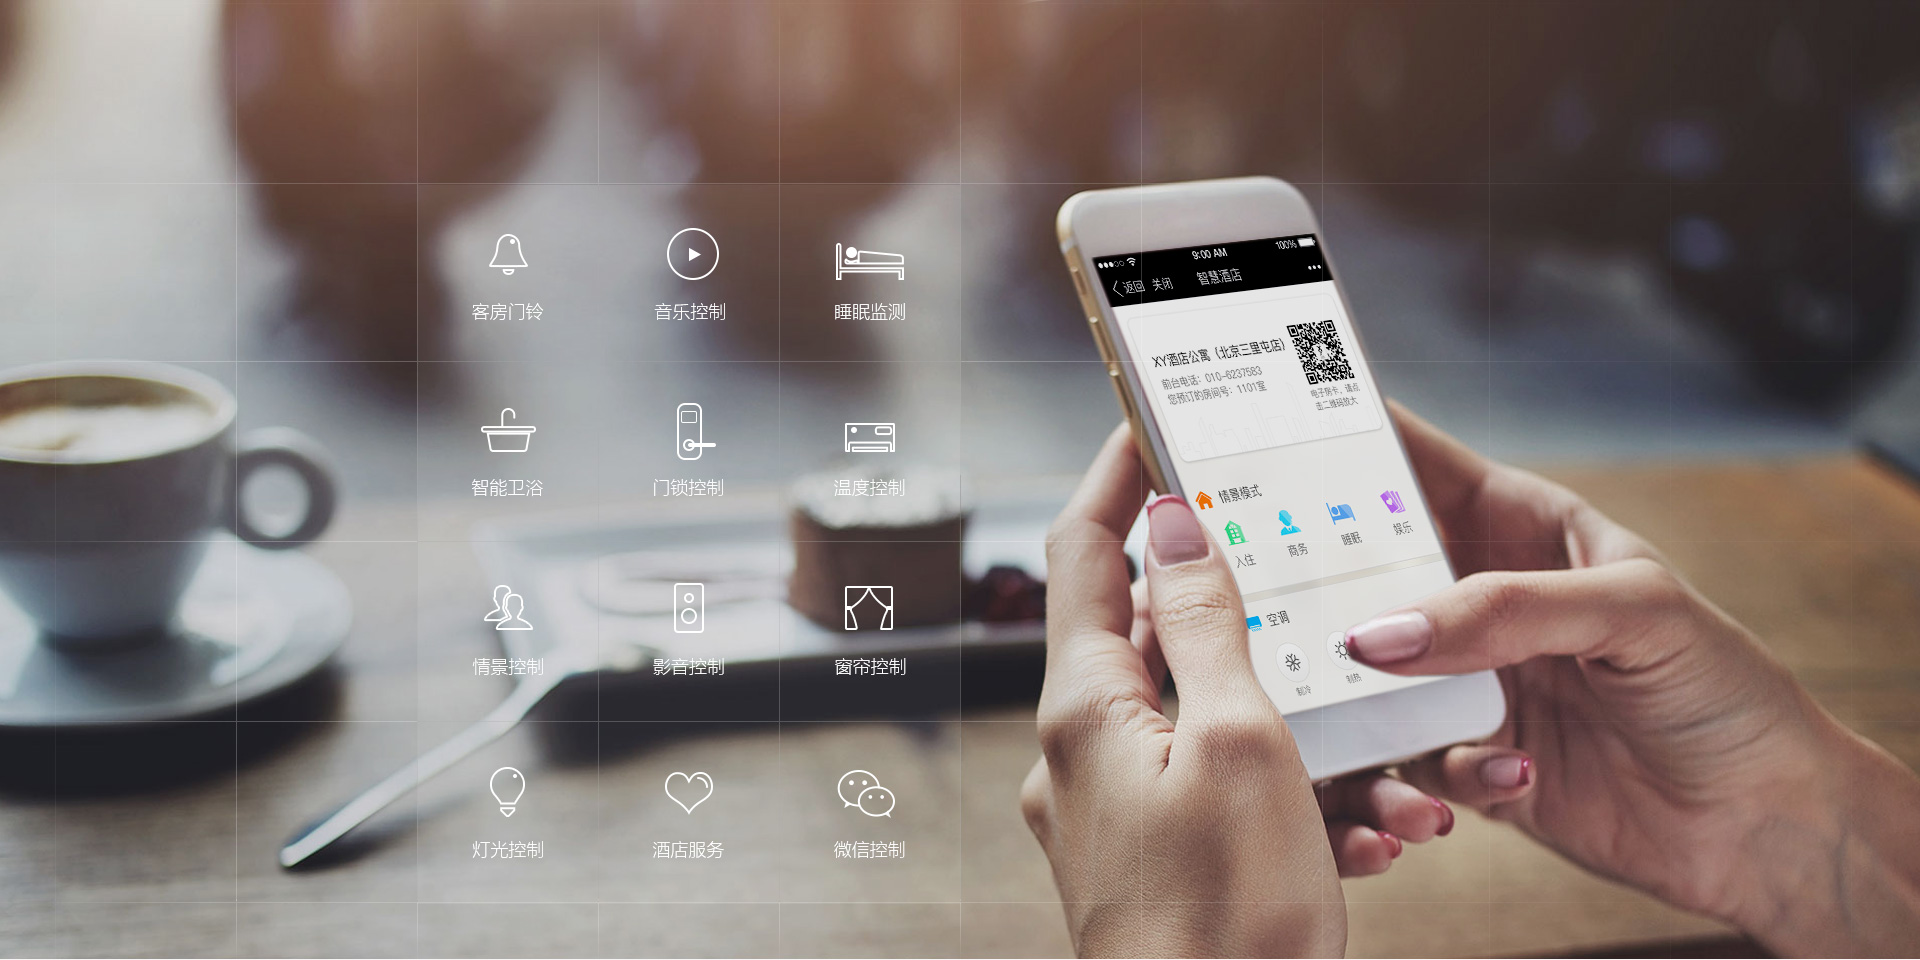 客房门铃
音乐控制
睡眠监测
智能卫浴
门锁控制
温度控制
情景控制
影音控制
窗帘控制
灯光控制
酒店服务
微信控制
9:00 AM
100%
返回 关闭 智慧酒店
XY酒店公寓（北京三里屯店）
前台电话：010-6237583
您预订的房间号：1101室
电子房卡，请点
击二维码放大
情景模式
入住
商务
睡眠
娱乐
空调
制冷
制热